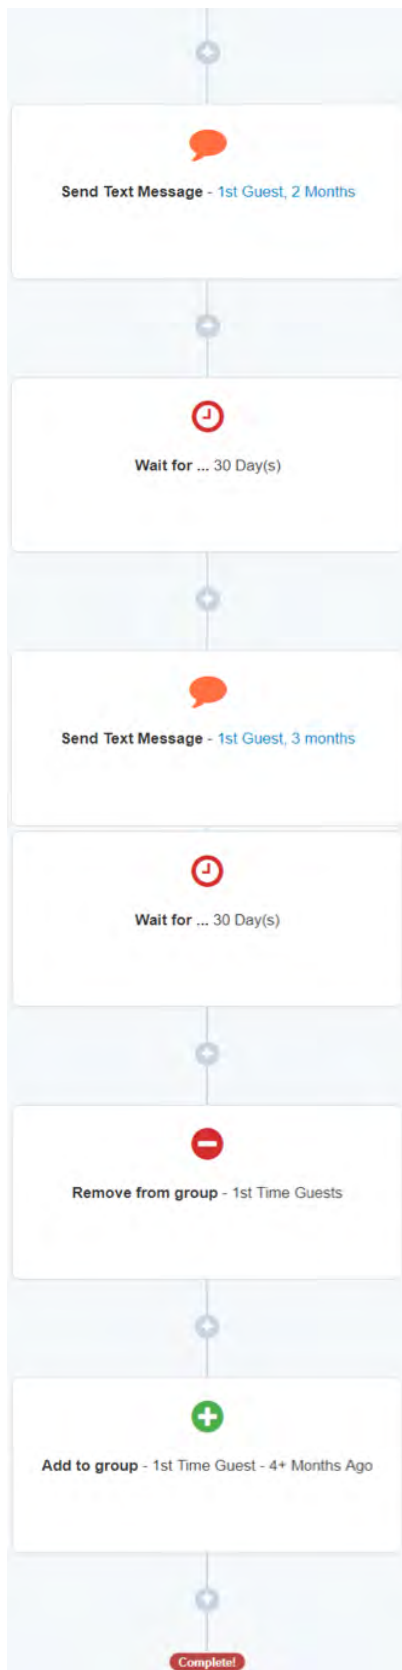 Send Text Message - 1st Guest, 2 Months
Wait for ... 30 Day(s)
Send Text Message - 1st Guest, 3 months
Wait for ... 30 Day(s)
Remove from group - 1st Time Guests
Add to group - 1st Time Guest - 4+ Months Ago
Complete!